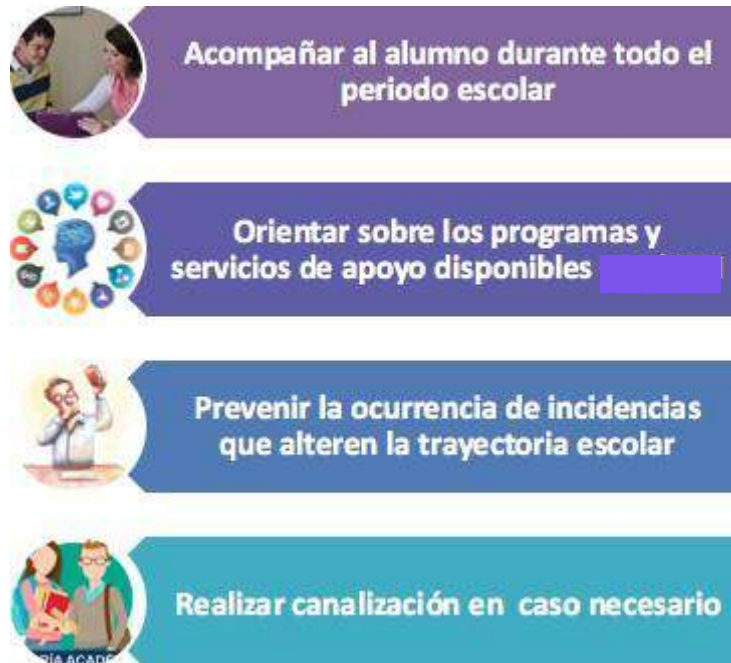 Acompañar al alumno durante todo el
periodo escolar
Orientar sobre los programas y
servicios de apoyo disponibles
Prevenir la ocurrencia de incidencias
que alteren la trayectoria escolar
Realizar canalización en caso necesario